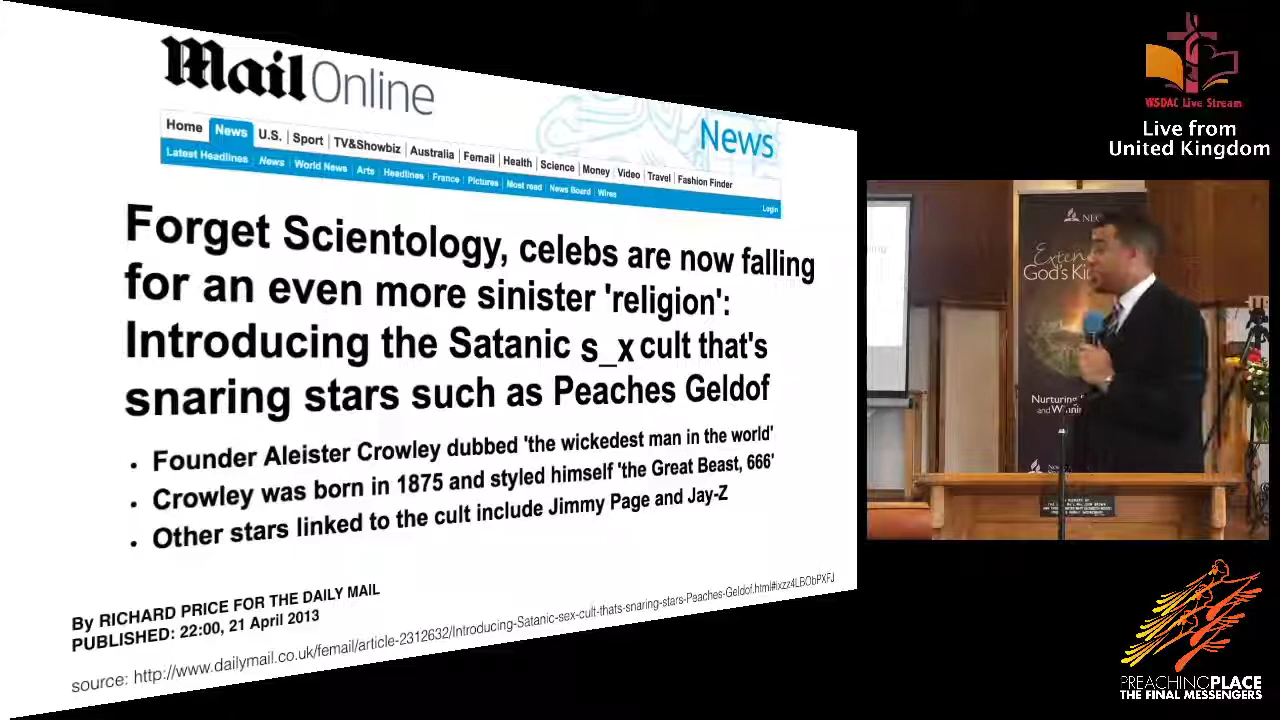 Mail Online
News
Home News U.S. Sport TV&Showbiz Australia Femail Health Science Money Video Travel Fashion Finder
Latest Headlines News World News Arts Headlines France Pictures Most read News Board Wires
Login
Forget Scientology, celebs are now falling
for an even more sinister 'religion':
Introducing the Satanic s_x cult that's
snaring stars such as Peaches Geldof
• Founder Aleister Crowley dubbed 'the wickedest man in the world'
• Crowley was born in 1875 and styled himself 'the Great Beast, 666'
• Other stars linked to the cult include Jimmy Page and Jay-Z
By RICHARD PRICE FOR THE DAILY MAIL
PUBLISHED: 22:00, 21 April 2013
source: http://www.dailymail.co.uk/femail/article-2312632/Introducing-Satanic-sex-cult-thats-snaring-stars-Peaches-Geldof.html#ixzz4LBObPXFJ
WSDAC Live Stream
Live from
United Kingdom
God's
Nurturing
and
PREACHINGPLACE
THE FINAL MESSENGERS